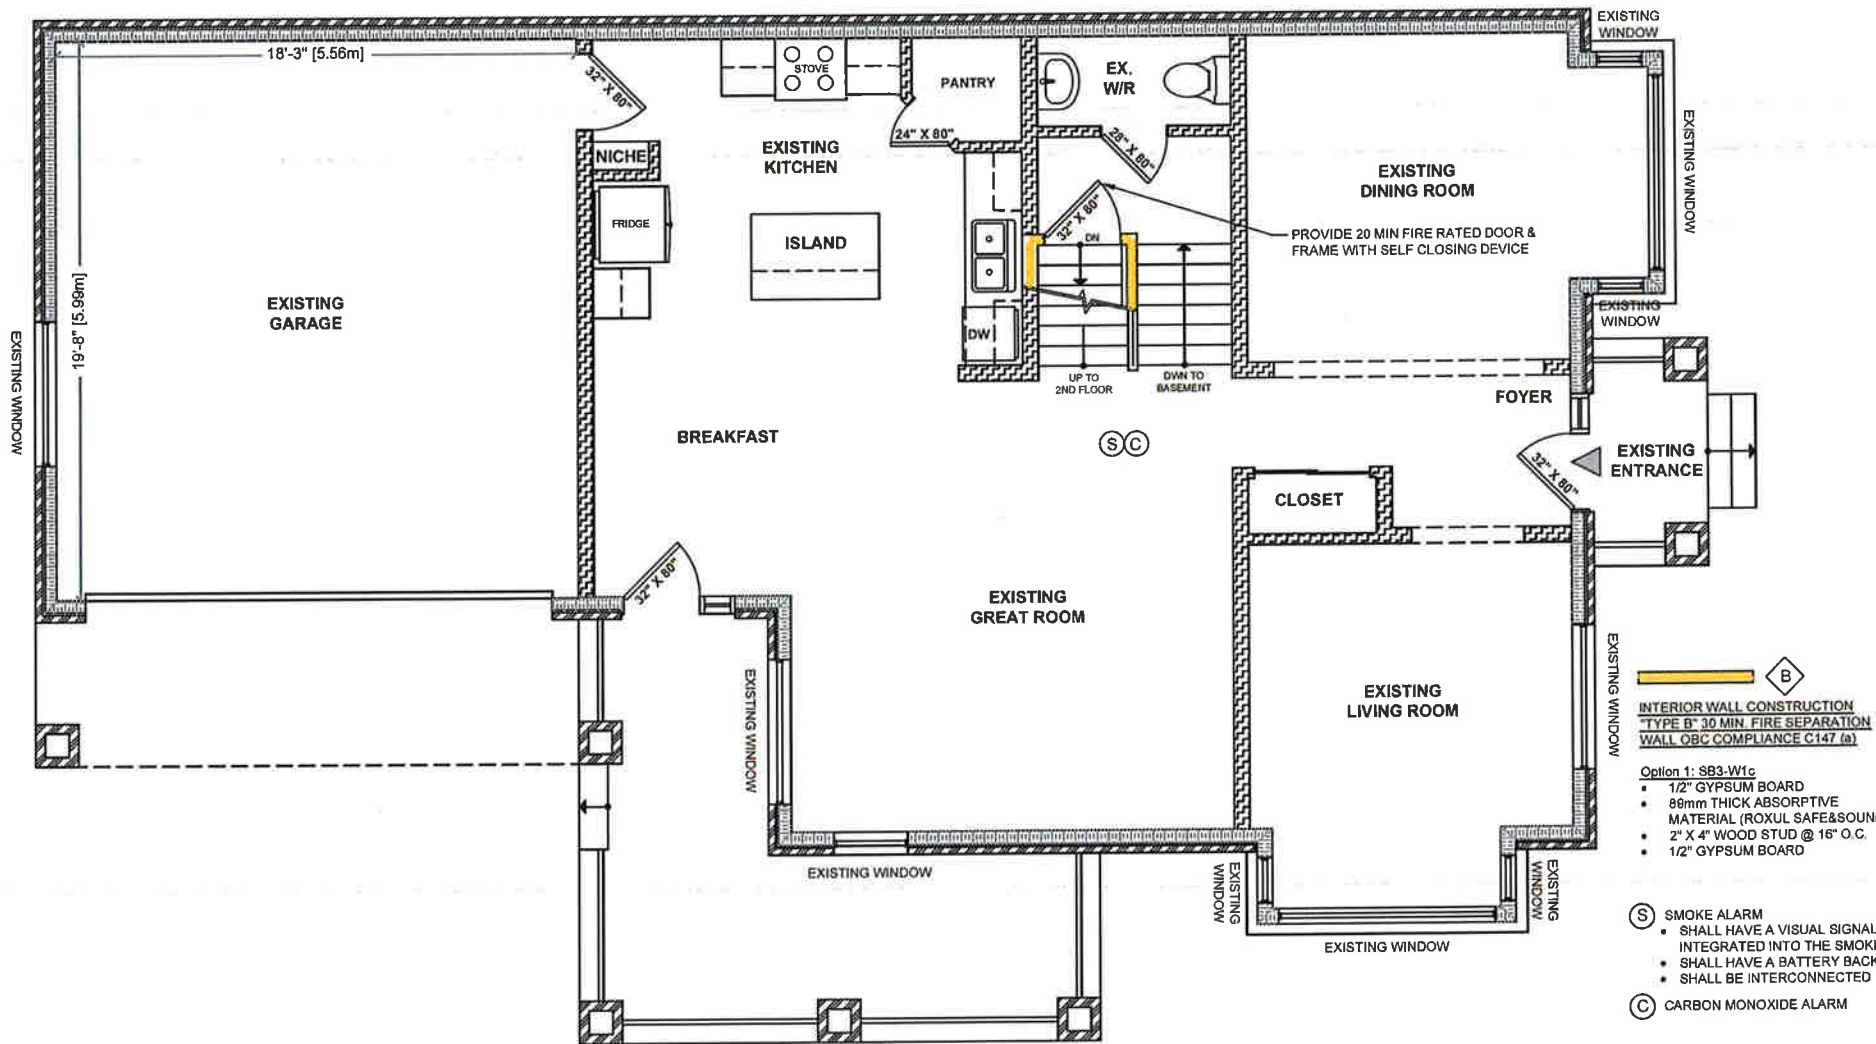 EXISTING
WINDOW
18'-3" [5.56m]
32" X 80"
STOVE
PANTRY
EX.
W/R
24" X 80"
28" X 80"
EXISTING
KITCHEN
NICHE
FRIDGE
ISLAND
EXISTING
DINING ROOM
EXISTING WINDOW
32" X 80"
DN
PROVIDE 20 MIN FIRE RATED DOOR &
FRAME WITH SELF CLOSING DEVICE
19'-8" [5.99m]
EXISTING
GARAGE
EXISTING WINDOW
EXISTING
WINDOW
DW
UP TO
2ND FLOOR
DWN TO
BASEMENT
FOYER
BREAKFAST
S
C
EXISTING
ENTRANCE
32" X 80"
CLOSET
32" X 80"
EXISTING
GREAT ROOM
EXISTING WINDOW
EXISTING
LIVING ROOM
EXISTING WINDOW
B
INTERIOR WALL CONSTRUCTION
"TYPE B" 30 MIN. FIRE SEPARATION
WALL OBC COMPLIANCE C147 (a)
Option 1: SB3-W1c
• 1/2" GYPSUM BOARD
• 89mm THICK ABSORPTIVE
MATERIAL (ROXUL SAFE&SOUN
• 2" X 4" WOOD STUD @ 16" O.C.
• 1/2" GYPSUM BOARD
EXISTING WINDOW
EXISTING
WINDOW
EXISTING
WINDOW
EXISTING WINDOW
S SMOKE ALARM
• SHALL HAVE A VISUAL SIGNAL
INTEGRATED INTO THE SMOKE
• SHALL HAVE A BATTERY BACK
• SHALL BE INTERCONNECTED
C CARBON MONOXIDE ALARM